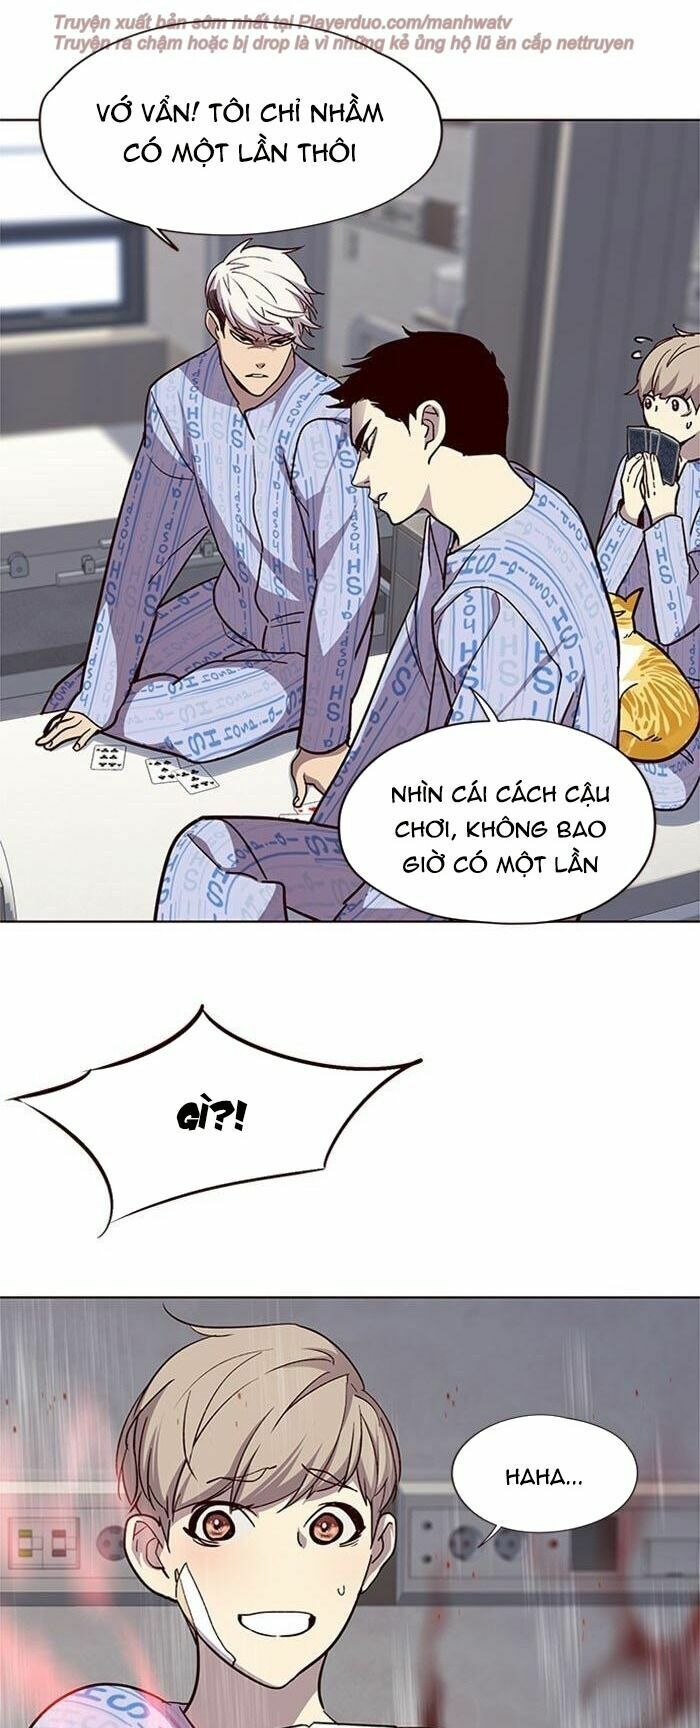 Truyện xuất bản sớm nhất tại Playerduo.com/manhwatv
Truyện ra chậm hoặc bị drop là vì những kẻ ủng hộ lũ ăn cắp nettruyen
VỚ VẨN! TÔI CHỈ NHẦM
CÓ MỘT LẦN THÔI
NHÌN CÁI CÁCH CẬU
CHƠI, KHÔNG BAO
GIỜ CÓ MỘT LẦN
GÌ?!
HAHA...